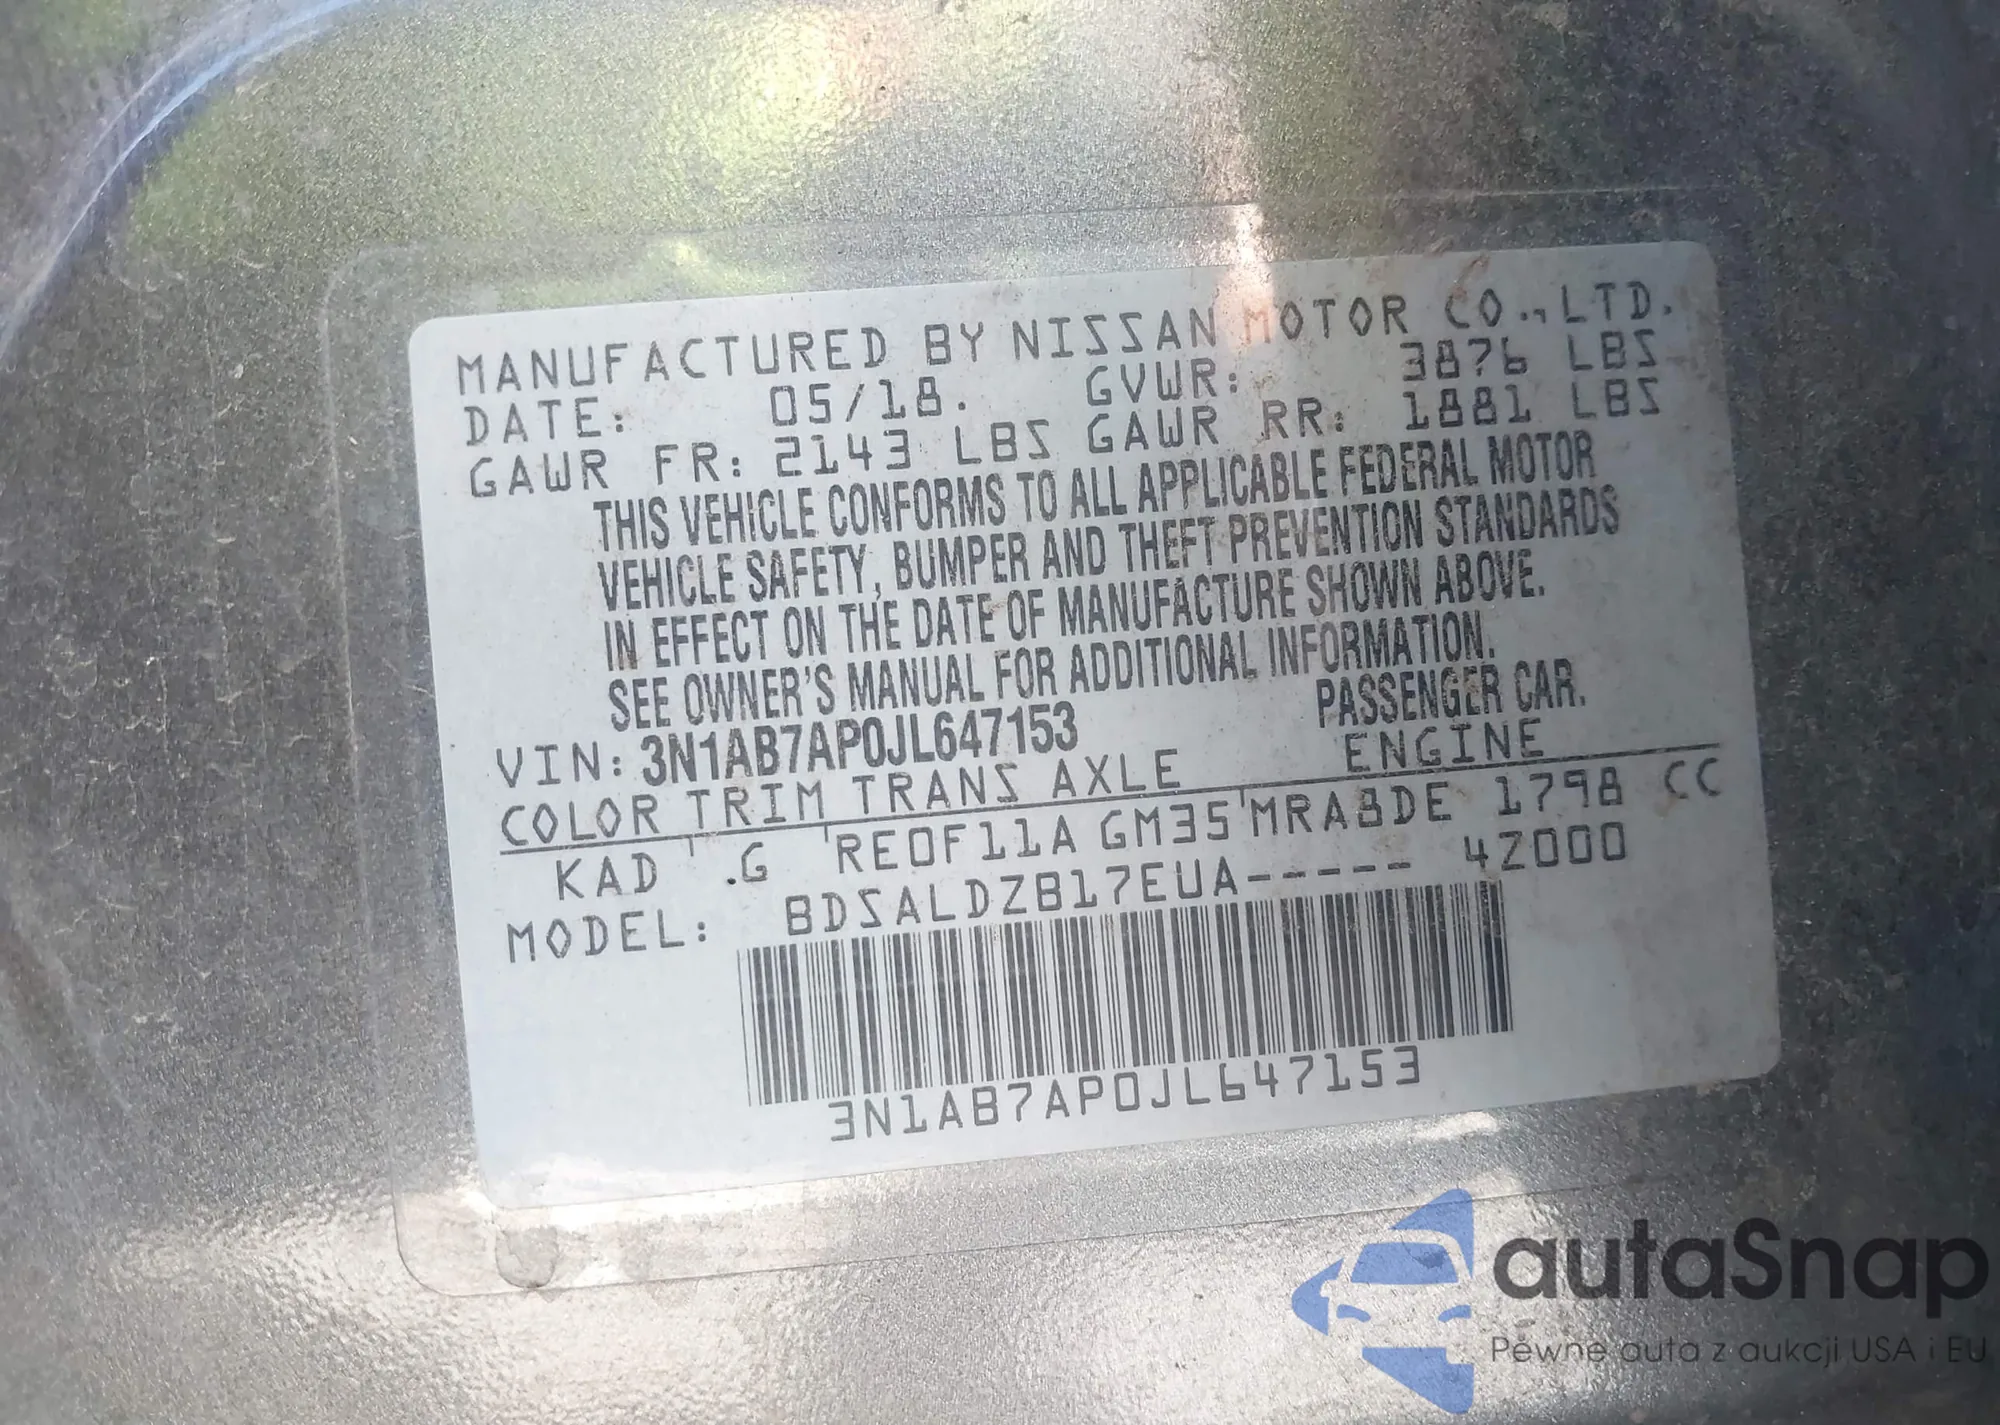 MANUFACTURED BY NISSAN MOTOR CO., LTD.
DATE: 05/18. GVWR: 3876 LBS
GAWR FR: 2143 LBS GAWR RR: 1881 LBS
THIS VEHICLE CONFORMS TO ALL APPLICABLE FEDERAL MOTOR
VEHICLE SAFETY, BUMPER AND THEFT PREVENTION STANDARDS
IN EFFECT ON THE DATE OF MANUFACTURE SHOWN ABOVE.
SEE OWNER'S MANUAL FOR ADDITIONAL INFORMATION.
VIN: 3N1AB7AP0JL647153 PASSENGER CAR.
COLOR TRIM TRANS AXLE ENGINE
KAD .G RE0F11A GM35 MRA8DE 1798 CC
MODEL: BDSALDZB17EUA----- 4Z000
3N1AB7AP0JL647153
autaSnap
Pewne auta z aukcji USA i EU